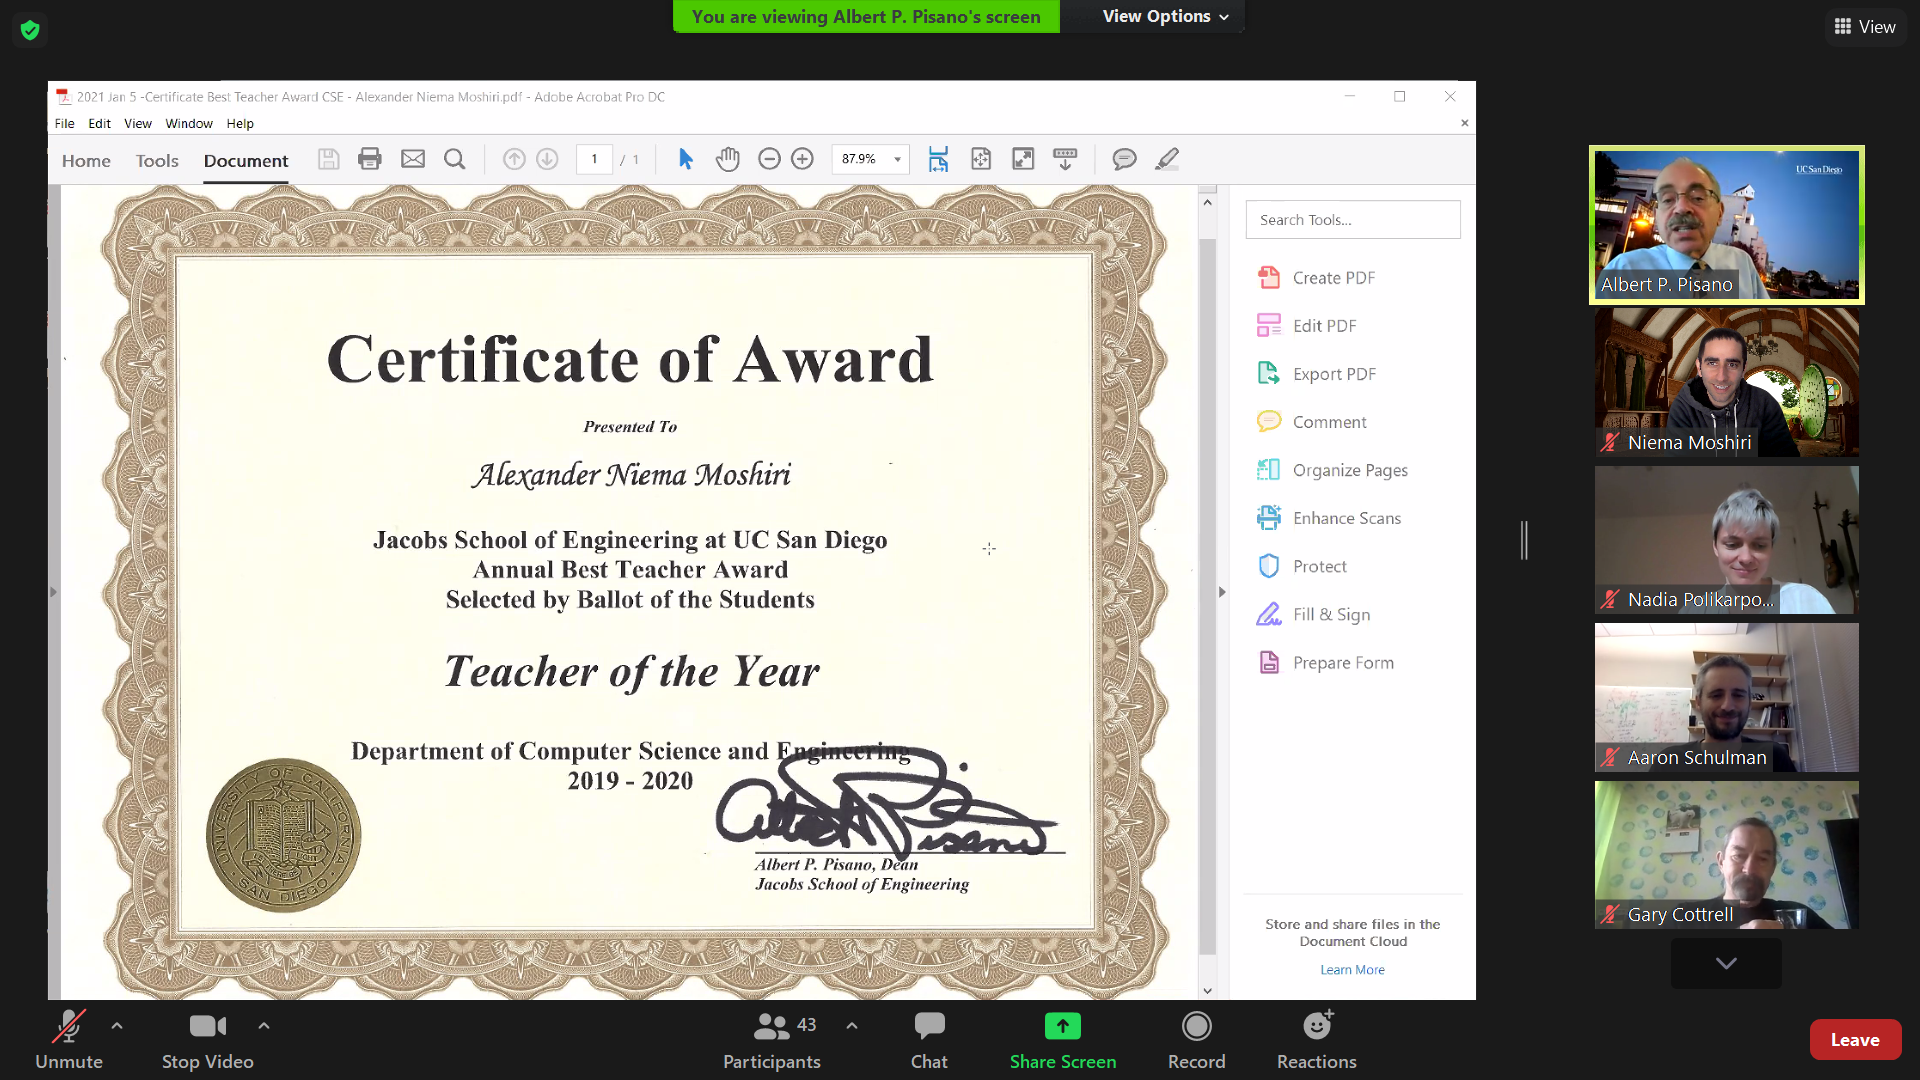 You are viewing Albert P. Pisano's screen
View Options
View
2021 Jan 5 -Certificate Best Teacher Award CSE - Alexander Niema Moshiri.pdf - Adobe Acrobat Pro DC
File Edit View Window Help
Home Tools Document 1 / 1 87.9%
Certificate of Award
Presented To
Alexander Niema Moshiri
Jacobs School of Engineering at UC San Diego
Annual Best Teacher Award
Selected by Ballot of the Students
Teacher of the Year
Department of Computer Science and Engineering
2019 - 2020
UNIVERSITY OF CALIFORNIA
SAN DIEGO
Albert P. Pisano
Albert P. Pisano, Dean
Jacobs School of Engineering
Search Tools...
Create PDF
Edit PDF
Export PDF
Comment
Organize Pages
Enhance Scans
Protect
Fill & Sign
Prepare Form
Store and share files in the
Document Cloud
Learn More
UC San Diego
Albert P. Pisano
Niema Moshiri
Nadia Polikarpo...
Aaron Schulman
Gary Cottrell
Unmute
Stop Video
43
Participants
Chat
Share Screen
Record
Reactions
Leave